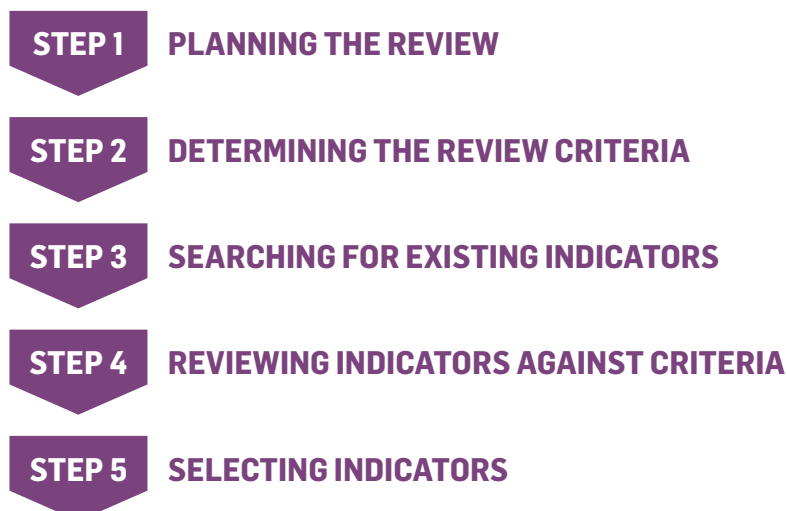 STEP 1 PLANNING THE REVIEW
STEP 2 DETERMINING THE REVIEW CRITERIA
STEP 3 SEARCHING FOR EXISTING INDICATORS
STEP 4 REVIEWING INDICATORS AGAINST CRITERIA
STEP 5 SELECTING INDICATORS